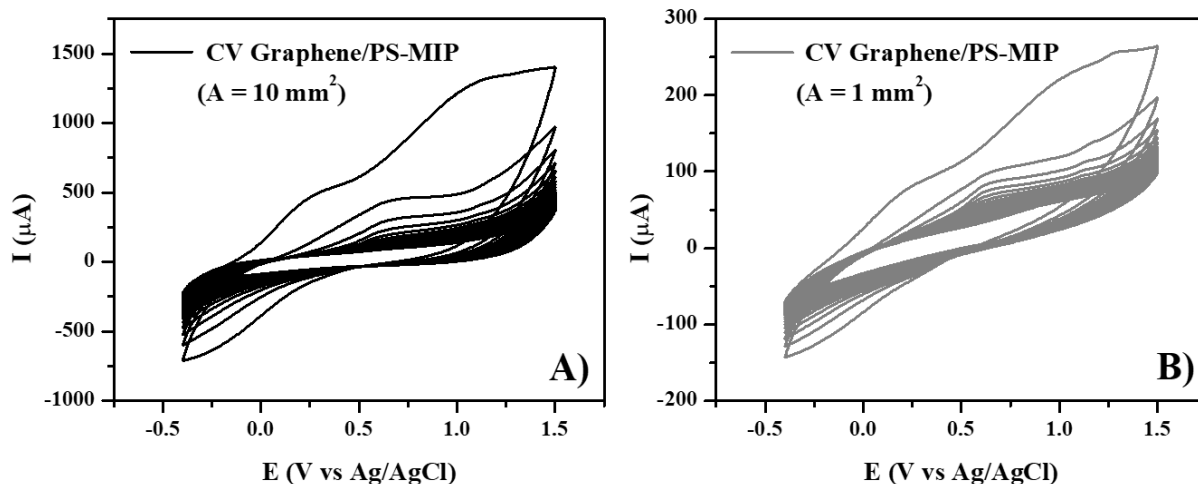 CV Graphene/PS-MIP
(A = 10 mm²)
1500
1000
500
0
-500
-1000
I (µA)
-0.5
0.0
0.5
1.0
1.5
E (V vs Ag/AgCl)
A)
CV Graphene/PS-MIP
(A = 1 mm²)
300
200
100
0
-100
-200
I (µA)
-0.5
0.0
0.5
1.0
1.5
E (V vs Ag/AgCl)
B)